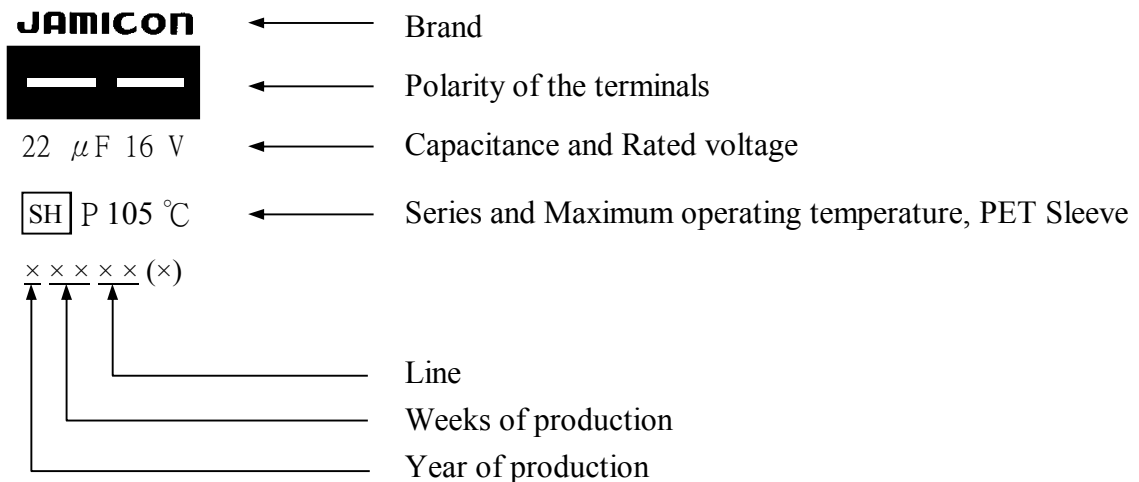 JAMICON Brand
Polarity of the terminals
22 μF 16 V Capacitance and Rated voltage
SH P 105 ℃ Series and Maximum operating temperature, PET Sleeve
× × × × × (×)
Line
Weeks of production
Year of production